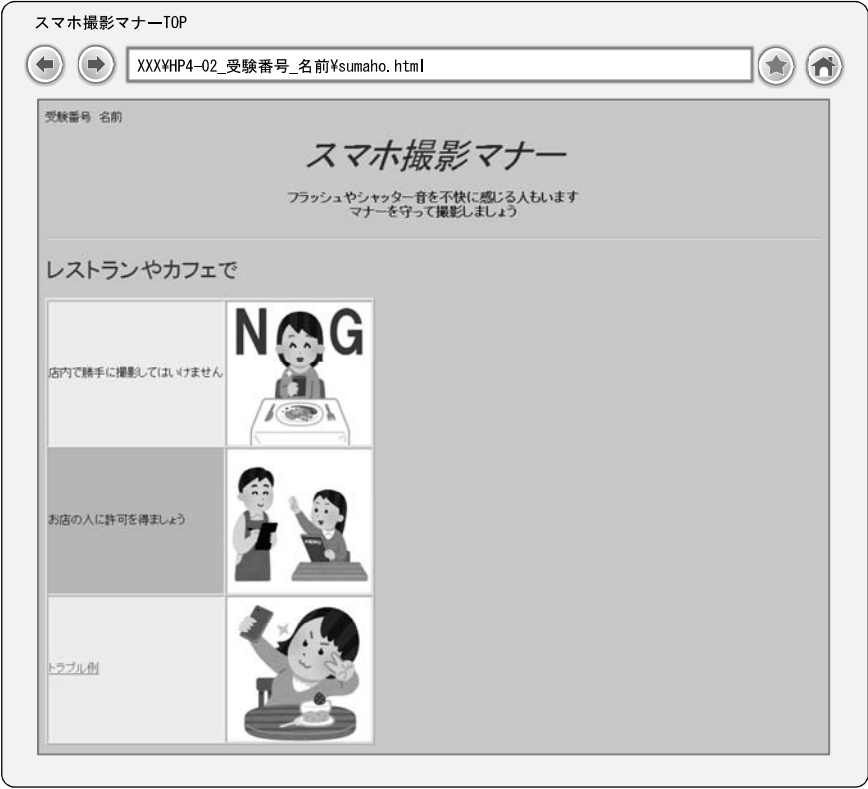 スマホ撮影マナーTOP
XXX¥HP4-02_受験番号_名前¥sumaho.html
受験番号 名前
スマホ撮影マナー
フラッシュやシャッター音を不快に感じる人もいます
マナーを守って撮影しましょう
レストランやカフェで
店内で勝手に撮影してはいけません
NG
お店の人に許可を得ましょう
MENU
トラブル例